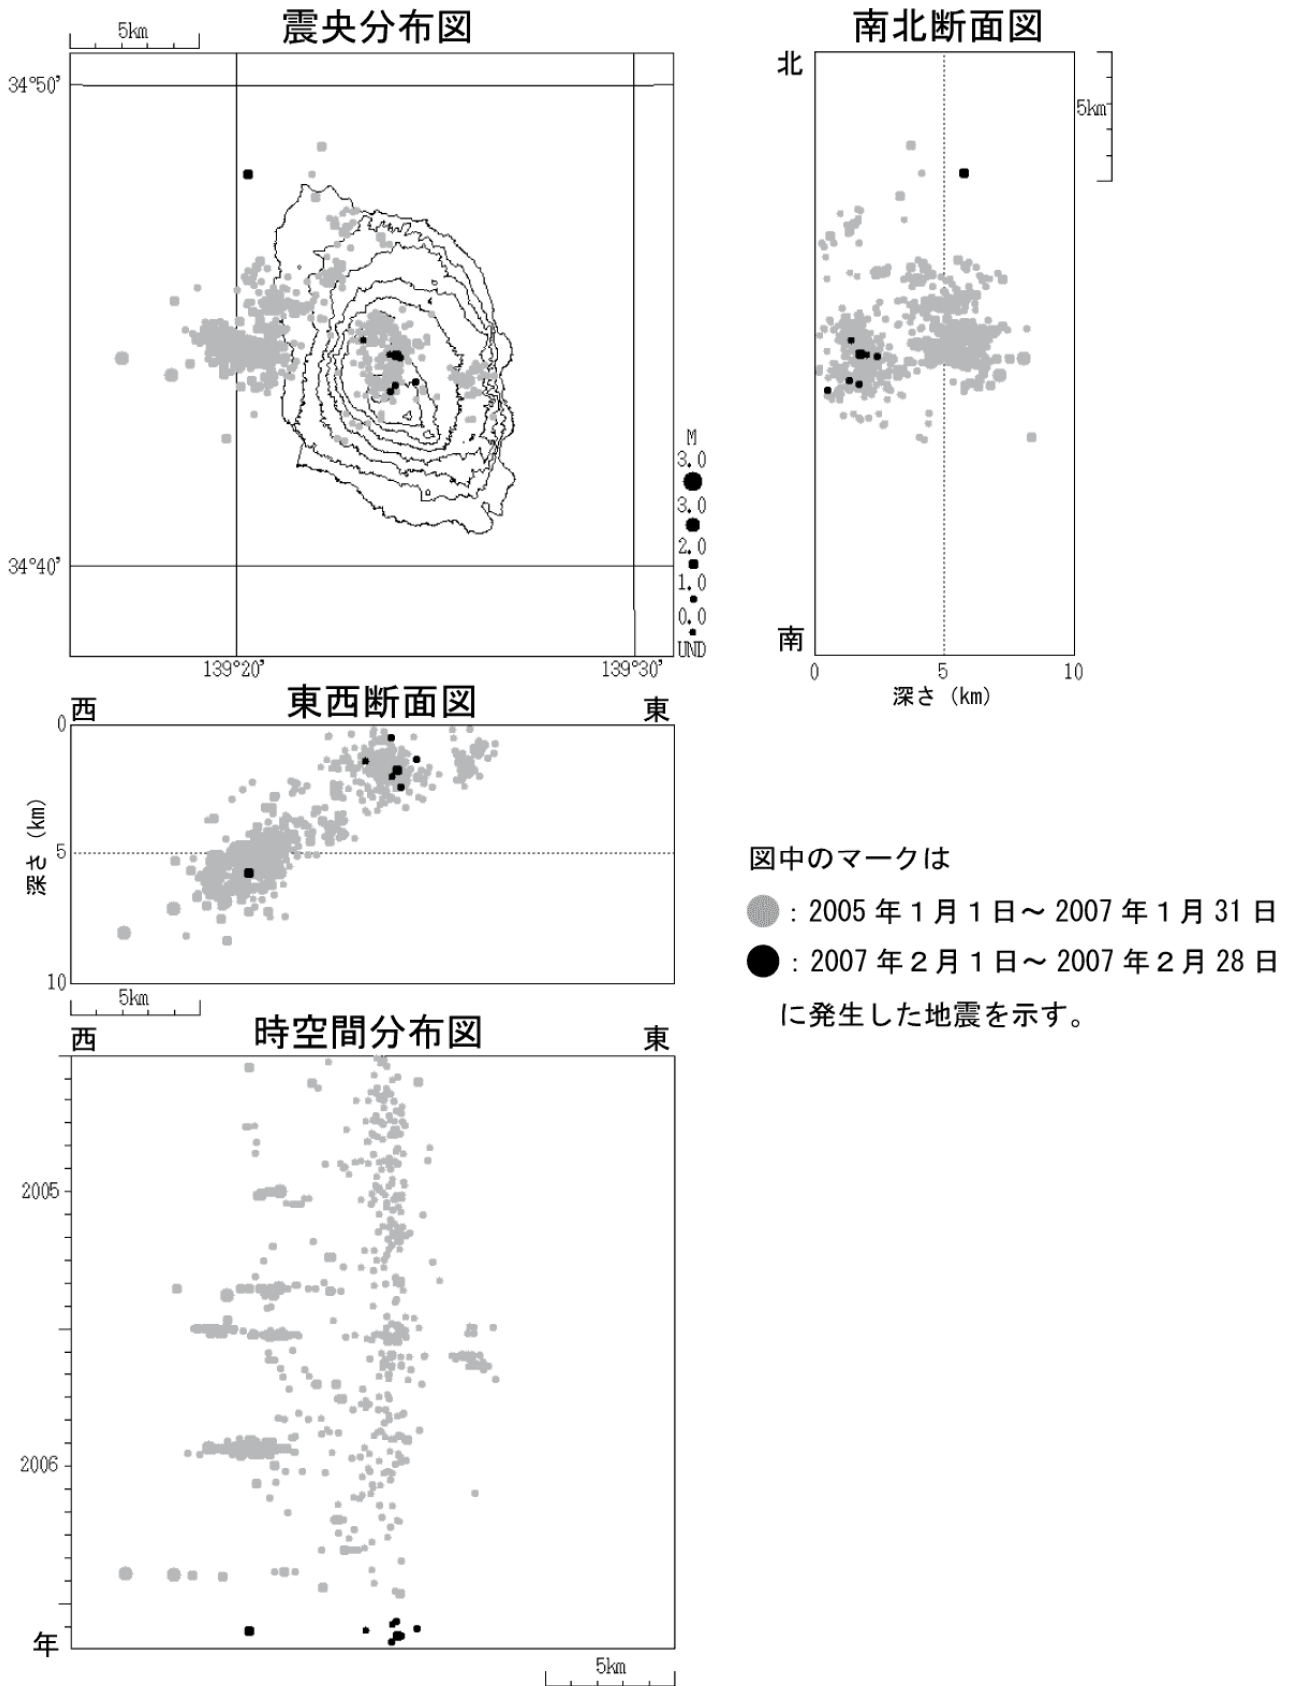 5km
震央分布図
34°50'
34°40'
139°20'
139°30'
M
3.0
3.0
2.0
1.0
0.0
UND
南北断面図
北
5km
南
0
5
10
深さ (km)
東西断面図
西
東
0
5
10
深さ (km)
5km
時空間分布図
西
東
2005
2006
年
5km
図中のマークは
: 2005 年 1 月 1 日～ 2007 年 1 月 31 日
: 2007 年 2 月 1 日～ 2007 年 2 月 28 日
に発生した地震を示す。